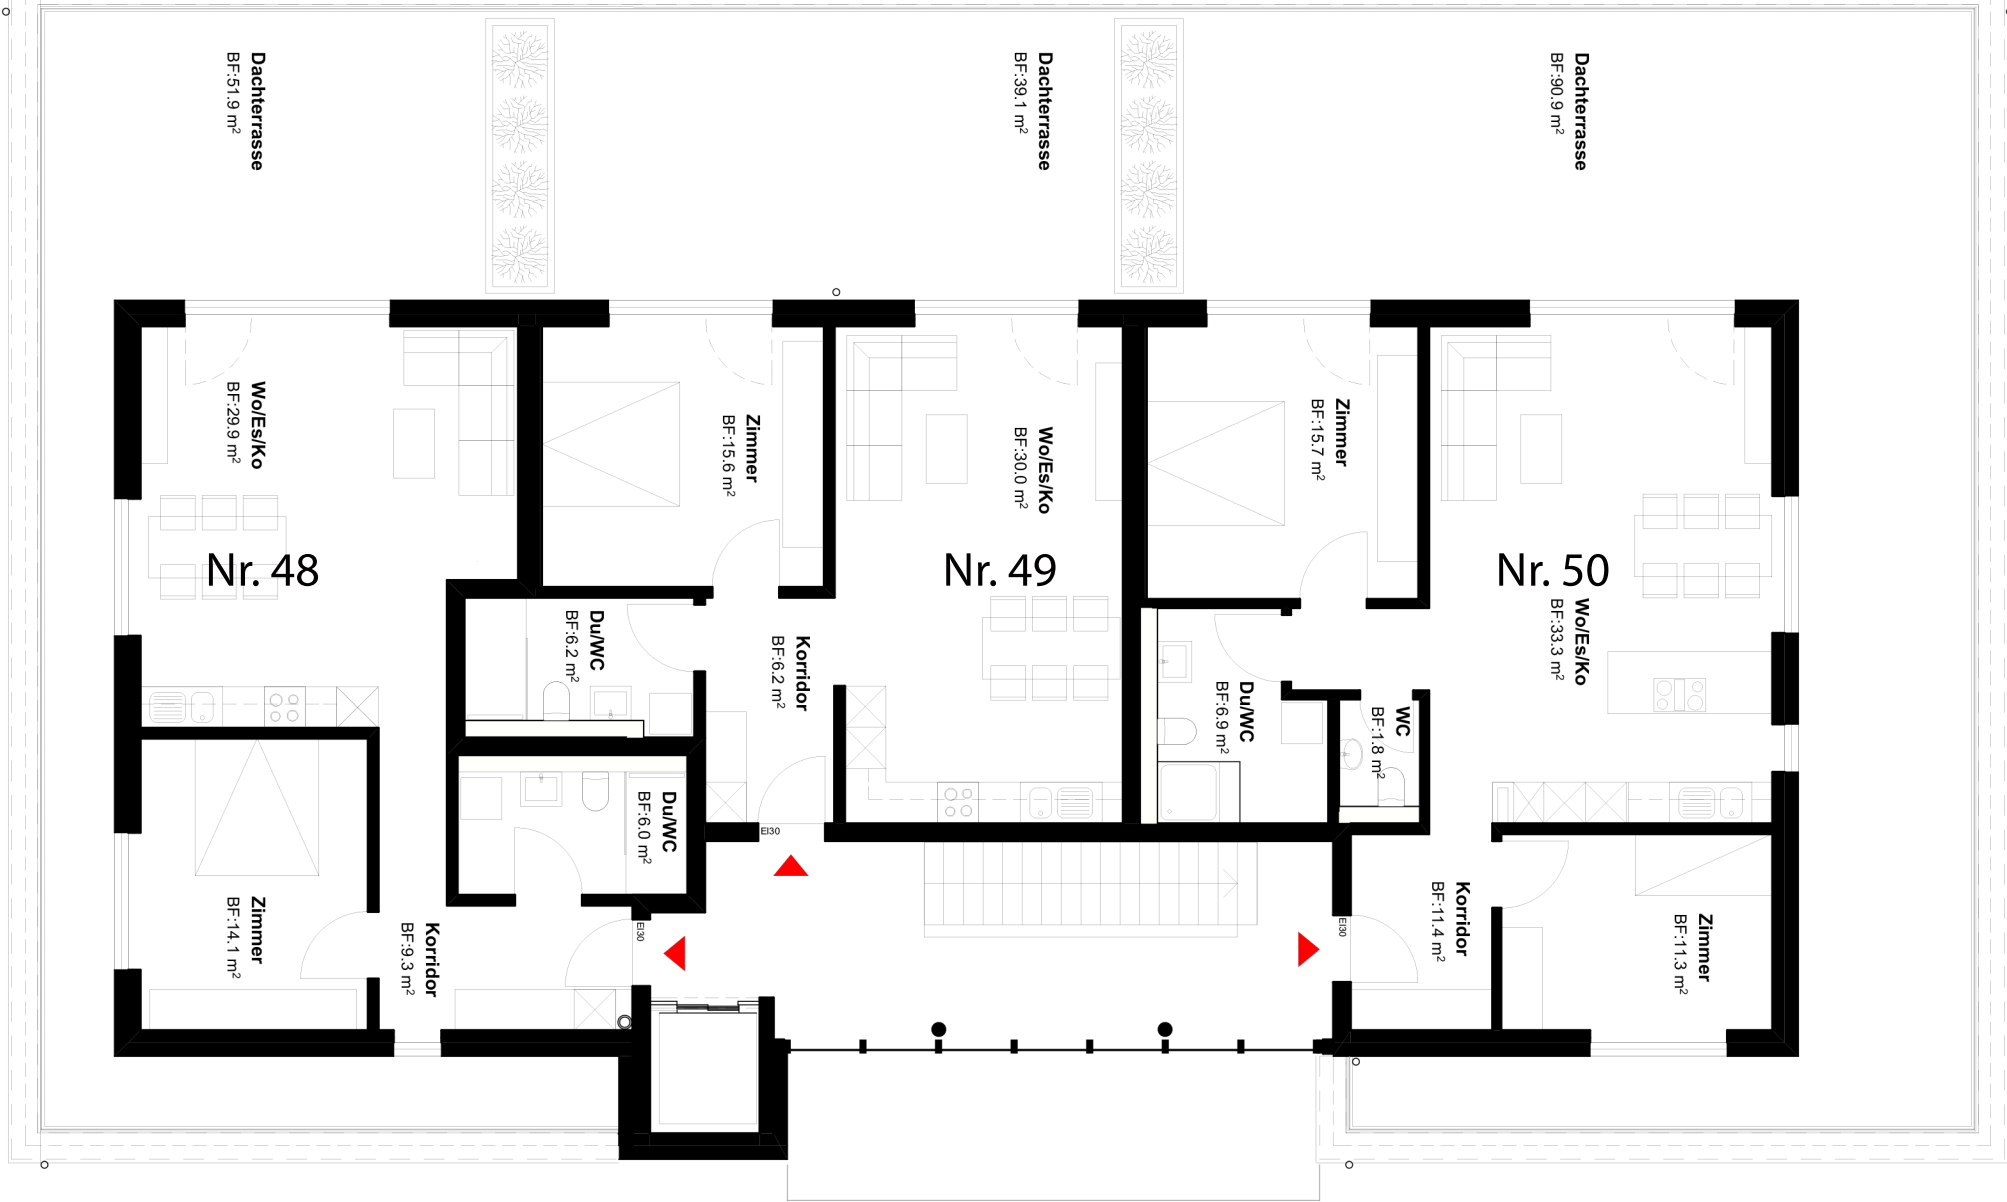 Dachterrasse
BF:51.9 m²
Dachterrasse
BF:39.1 m²
Dachterrasse
BF:90.9 m²
Wo/Es/Ko
BF:29.9 m²
Zimmer
BF:15.6 m²
Wo/Es/Ko
BF:30.0 m²
Zimmer
BF:15.7 m²
Nr. 48
Nr. 49
Nr. 50
Wo/Es/Ko
BF:33.3 m²
Du/WC
BF:6.2 m²
Korridor
BF:6.2 m²
Du/WC
BF:6.9 m²
WC
BF:1.8 m²
Du/WC
BF:6.0 m²
EI30
Zimmer
BF:14.1 m²
Korridor
BF:9.3 m²
EI30
EI30
Korridor
BF:11.4 m²
Zimmer
BF:11.3 m²